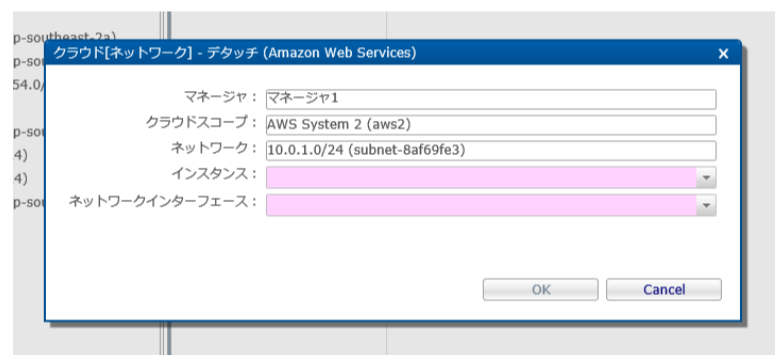 p-southeast-2a)
クラウド[ネットワーク] - デタッチ (Amazon Web Services) x
p-sou
54.0/
マネージャ： マネージャ1
クラウドスコープ： AWS System 2 (aws2)
p-sou
ネットワーク： 10.0.1.0/24 (subnet-8af69fe3)
4)
インスタンス：
4)
p-sou
ネットワークインターフェース：
OK Cancel